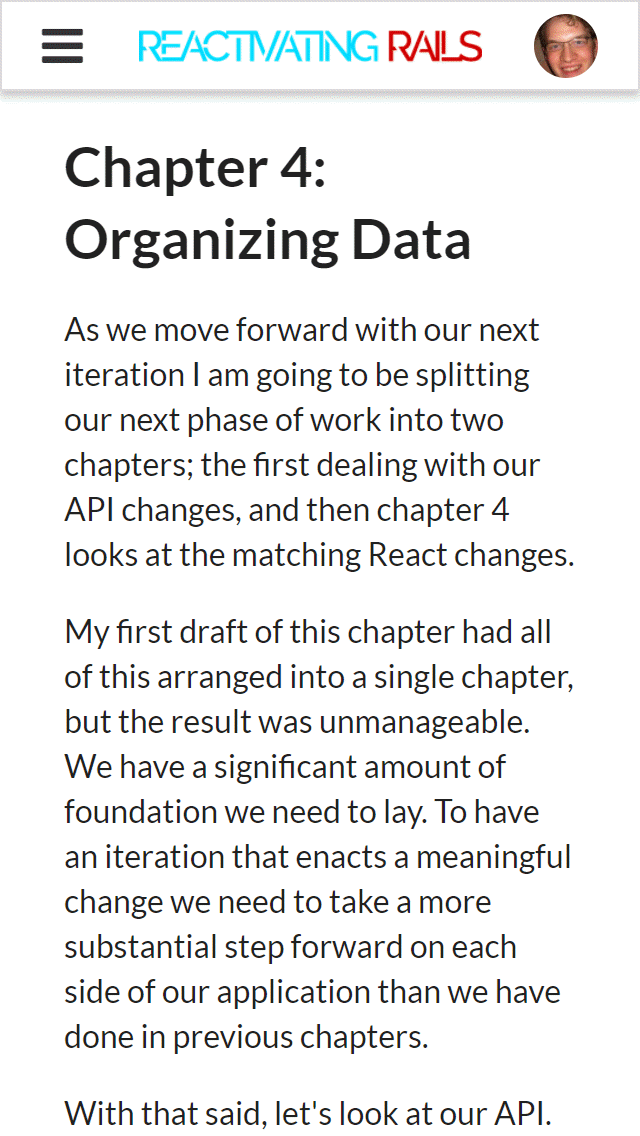 REACTIVATING RAILS
Chapter 4:
Organizing Data
As we move forward with our next
iteration I am going to be splitting
our next phase of work into two
chapters; the first dealing with our
API changes, and then chapter 4
looks at the matching React changes.
My first draft of this chapter had all
of this arranged into a single chapter,
but the result was unmanageable.
We have a significant amount of
foundation we need to lay. To have
an iteration that enacts a meaningful
change we need to take a more
substantial step forward on each
side of our application than we have
done in previous chapters.
With that said, let's look at our API.